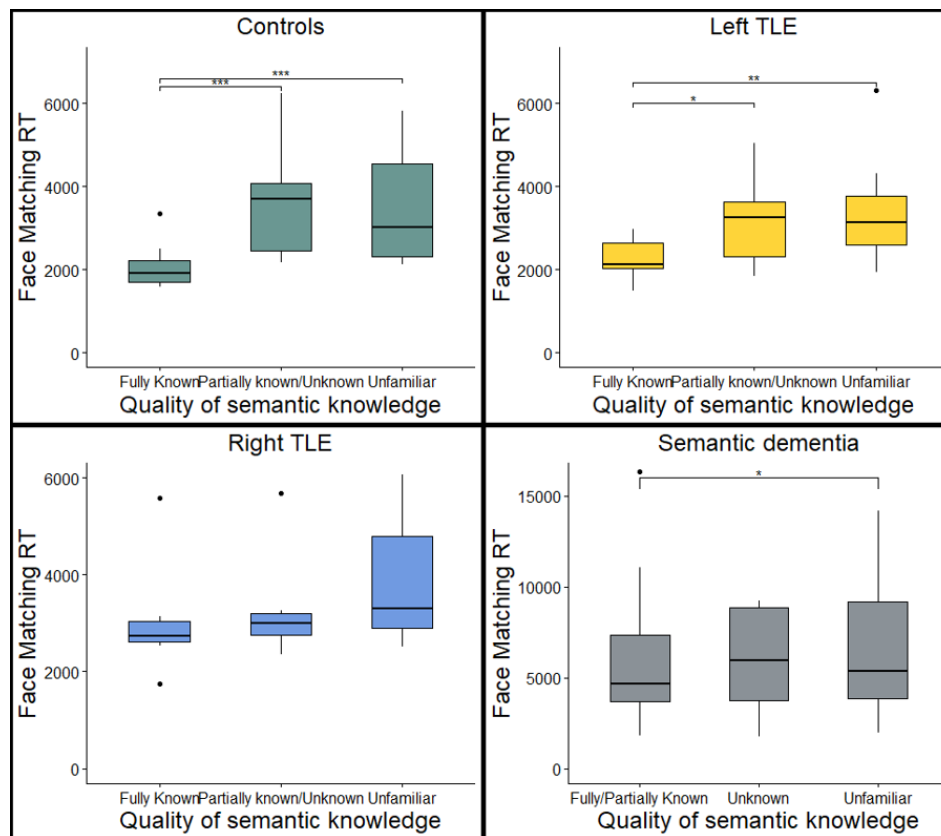 Controls
Face Matching RT
6000
4000
2000
0
***
***
Fully Known Partially known/Unknown Unfamiliar
Quality of semantic knowledge
Left TLE
Face Matching RT
6000
4000
2000
0
**
*
Fully Known Partially known/Unknown Unfamiliar
Quality of semantic knowledge
Right TLE
Face Matching RT
6000
4000
2000
0
Fully Known Partially known/Unknown Unfamiliar
Quality of semantic knowledge
Semantic dementia
Face Matching RT
15000
10000
5000
0
*
Fully/Partially Known Unknown Unfamiliar
Quality of semantic knowledge